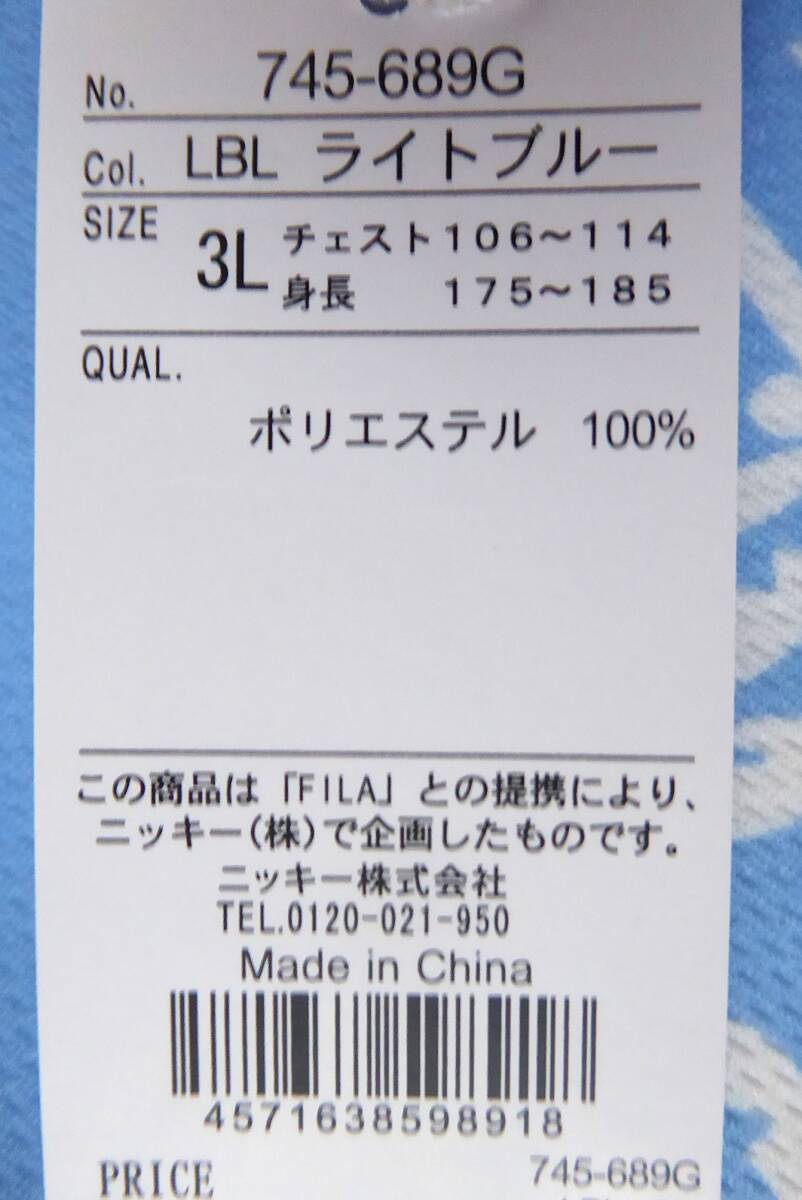 No. 745-689G
Col. LBL ライトブルー
SIZE 3L チェスト106～114
身長 175～185
QUAL.
ポリエステル 100%
この商品は「FILA」との提携により、
ニッキー(株)で企画したものです。
ニッキー株式会社
TEL.0120-021-950
Made in China
4571638598918
PRICE 745-689G